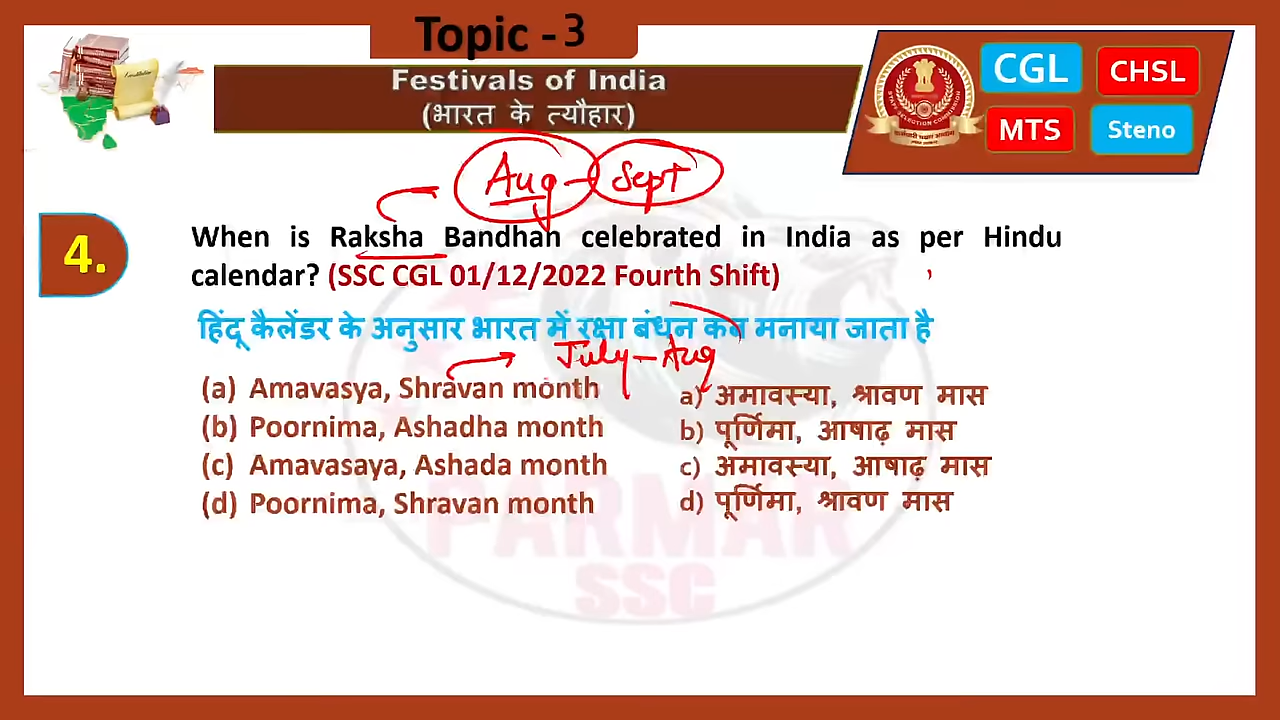 Topic -3
Festivals of India
(भारत के त्यौहार)
CGL
CHSL
MTS
Steno
Aug - Sept
4.
When is Raksha Bandhan celebrated in India as per Hindu
calendar? (SSC CGL 01/12/2022 Fourth Shift)
हिंदू कैलेंडर के अनुसार भारत में रक्षा बंधन कब मनाया जाता है
July - Aug
(a) Amavasya, Shravan month
(b) Poornima, Ashadha month
(c) Amavasaya, Ashada month
(d) Poornima, Shravan month
a) अमावस्या, श्रावण मास
b) पूर्णिमा, आषाढ़ मास
c) अमावस्या, आषाढ़ मास
d) पूर्णिमा, श्रावण मास
PARMAR
SSC